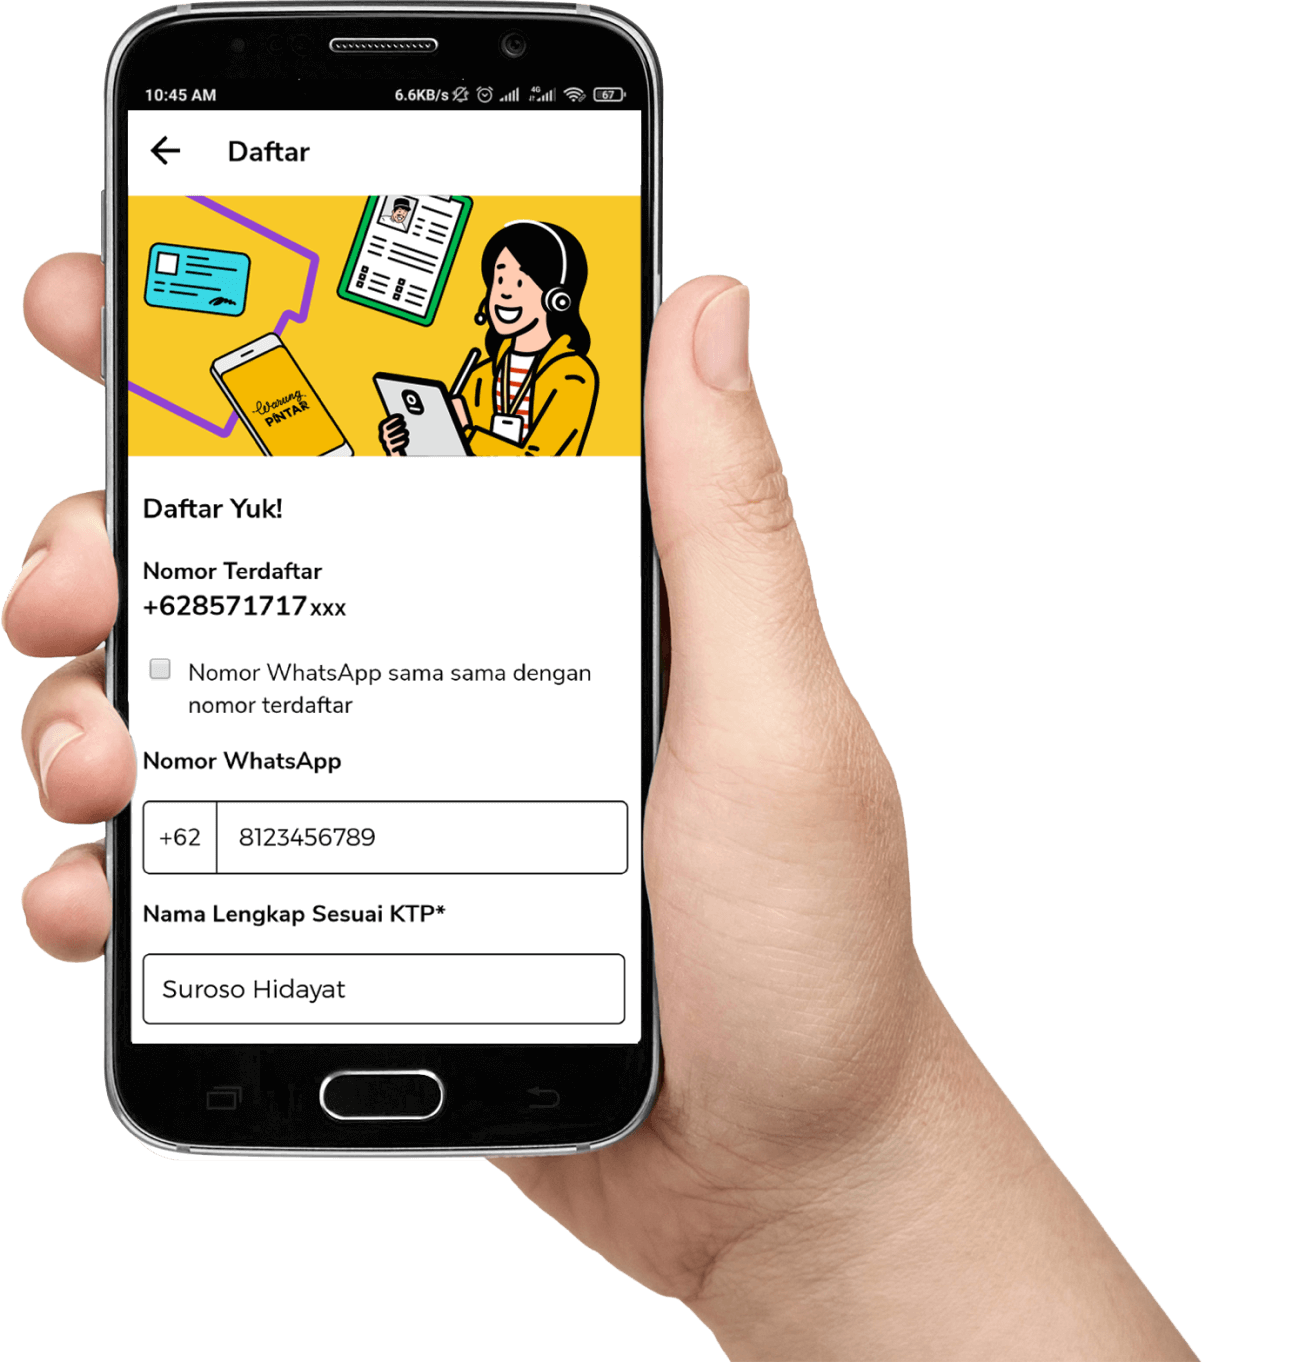 10:45 AM 6.6KB/s 4G 67
Daftar
Warung
PINTAR
Daftar Yuk!
Nomor Terdaftar
+628571717xxx
Nomor WhatsApp sama sama dengan
nomor terdaftar
Nomor WhatsApp
+62 8123456789
Nama Lengkap Sesuai KTP*
Suroso Hidayat